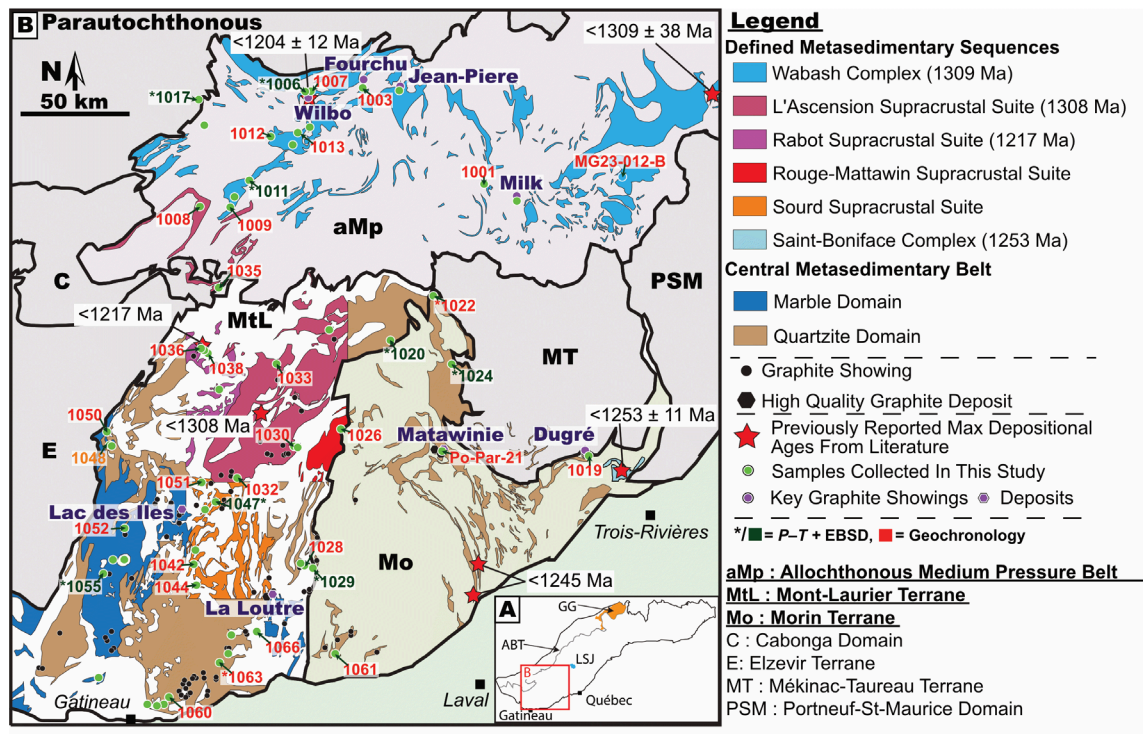 B Parautochthonous
<1204 ± 12 Ma
<1309 ± 38 Ma
N
50 km
Fourchu
Jean-Piere
*1006
1007
1003
*1017
Wilbo
1012
1013
1001
MG23-012-B
Milk
*1011
1008
1009
aMp
1035
C
PSM
<1217 Ma
MtL
*1022
1036
1038
*1020
MT
1033
*1024
<1308 Ma
<1253 ± 11 Ma
1050
1030
1026
Matawinie
Dugré
E
1048
Po-Par-21
1019
1051
1032
1047*
Lac des Iles
1052
Trois-Rivières
1028
1042
*1029
Mo
*1055
1044
<1245 Ma
La Loutre
1066
1061
*1063
Gatineau
1060
Laval
A
GG
ABT
LSJ
B
Québec
Gatineau
Legend
Defined Metasedimentary Sequences
Wabash Complex (1309 Ma)
L'Ascension Supracrustal Suite (1308 Ma)
Rabot Supracrustal Suite (1217 Ma)
Rouge-Mattawin Supracrustal Suite
Sourd Supracrustal Suite
Saint-Boniface Complex (1253 Ma)
Central Metasedimentary Belt
Marble Domain
Quartzite Domain
Graphite Showing
High Quality Graphite Deposit
Previously Reported Max Depositional
Ages From Literature
Samples Collected In This Study
Key Graphite Showings Deposits
*/ = P–T + EBSD, = Geochronology
aMp : Allochthonous Medium Pressure Belt
MtL : Mont-Laurier Terrane
Mo : Morin Terrane
C : Cabonga Domain
E: Elzevir Terrane
MT : Mékinac-Taureau Terrane
PSM : Portneuf-St-Maurice Domain